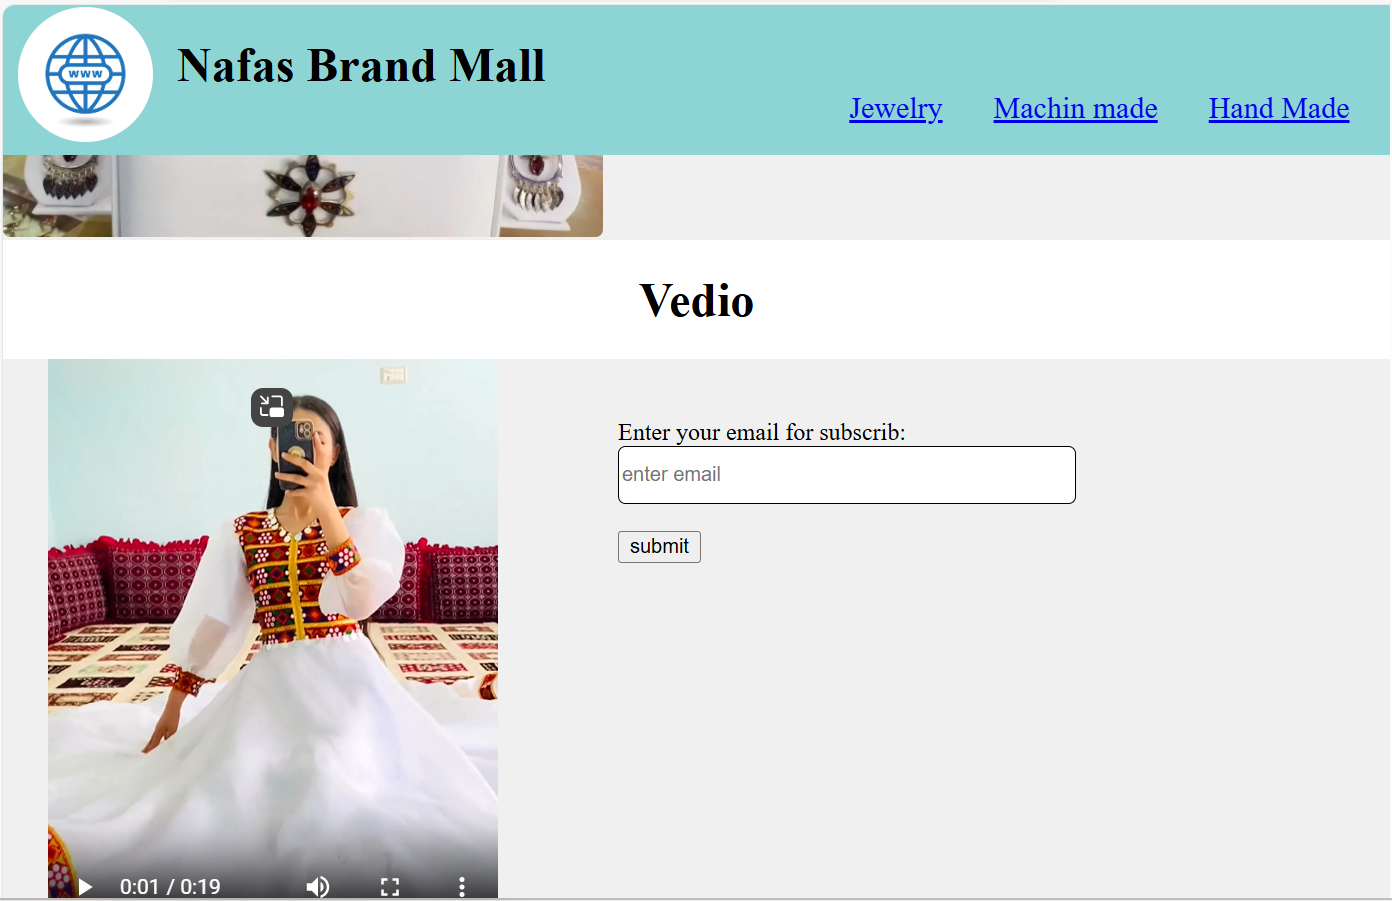 www
Nafas Brand Mall
Jewelry Machin made Hand Made
Vedio
Enter your email for subscrib:
enter email
submit
0:01 / 0:19